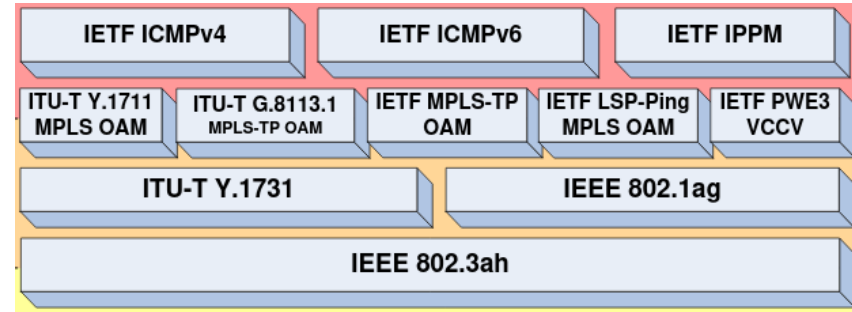 IETF ICMPv4
IETF ICMPv6
IETF IPPM
ITU-T Y.1711
MPLS OAM
ITU-T G.8113.1
MPLS-TP OAM
IETF MPLS-TP
OAM
IETF LSP-Ping
MPLS OAM
IETF PWE3
VCCV
ITU-T Y.1731
IEEE 802.1ag
IEEE 802.3ah